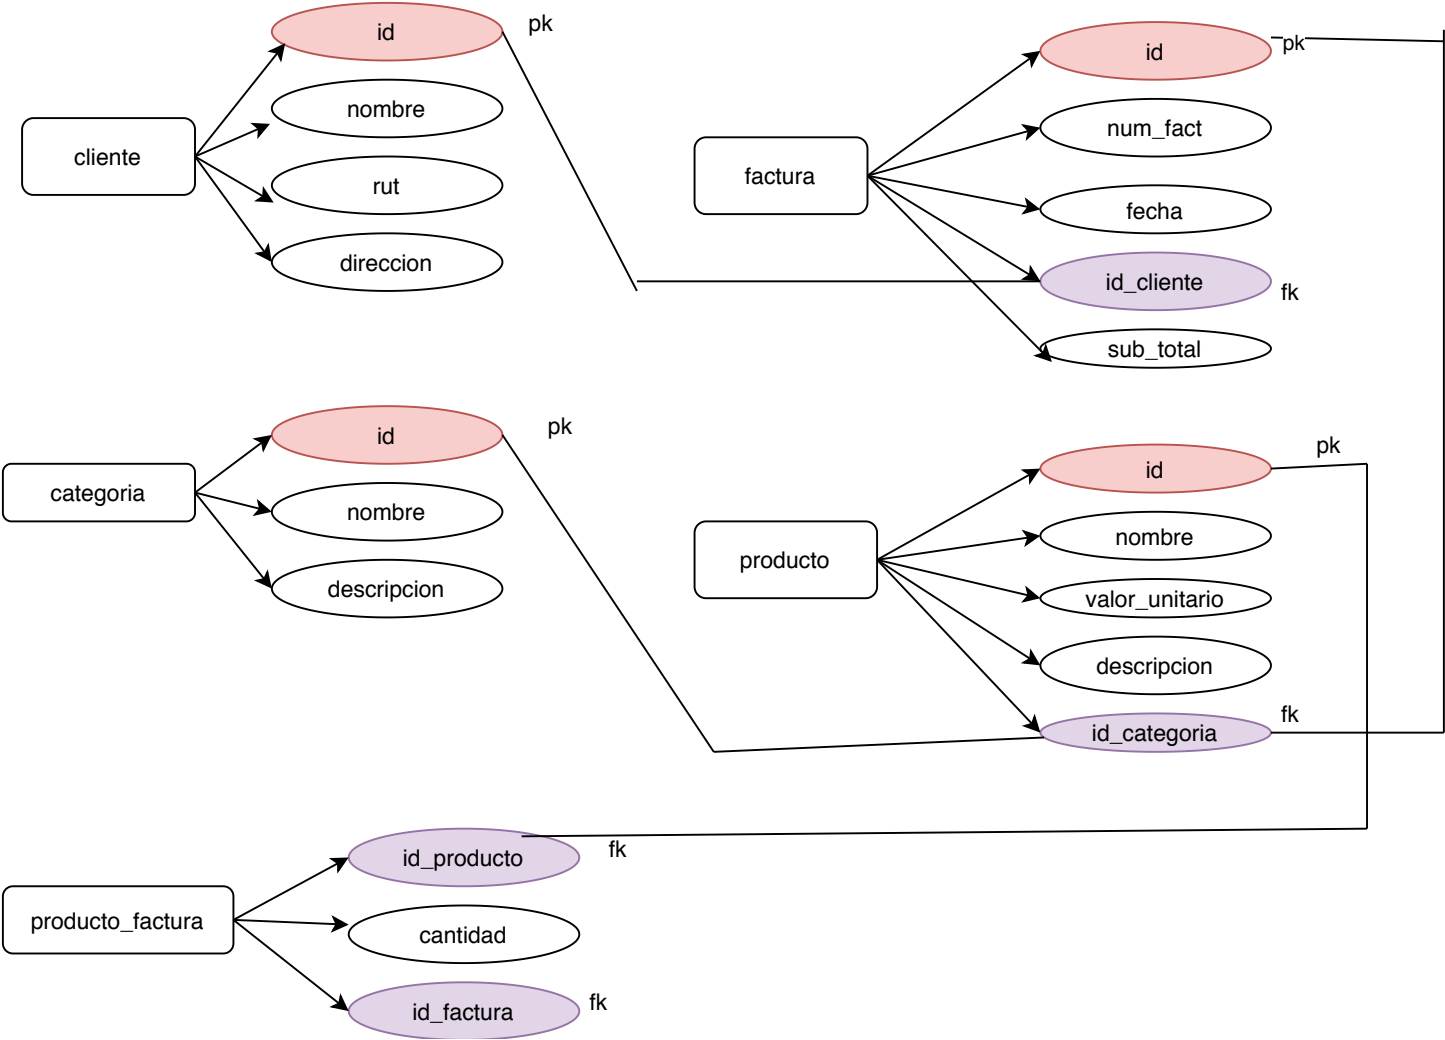 id
pk
nombre
cliente
rut
direccion
id
pk
num_fact
factura
fecha
id_cliente
fk
sub_total
id
pk
categoria
nombre
descripcion
id
pk
nombre
producto
valor_unitario
descripcion
id_categoria
fk
id_producto
fk
producto_factura
cantidad
id_factura
fk